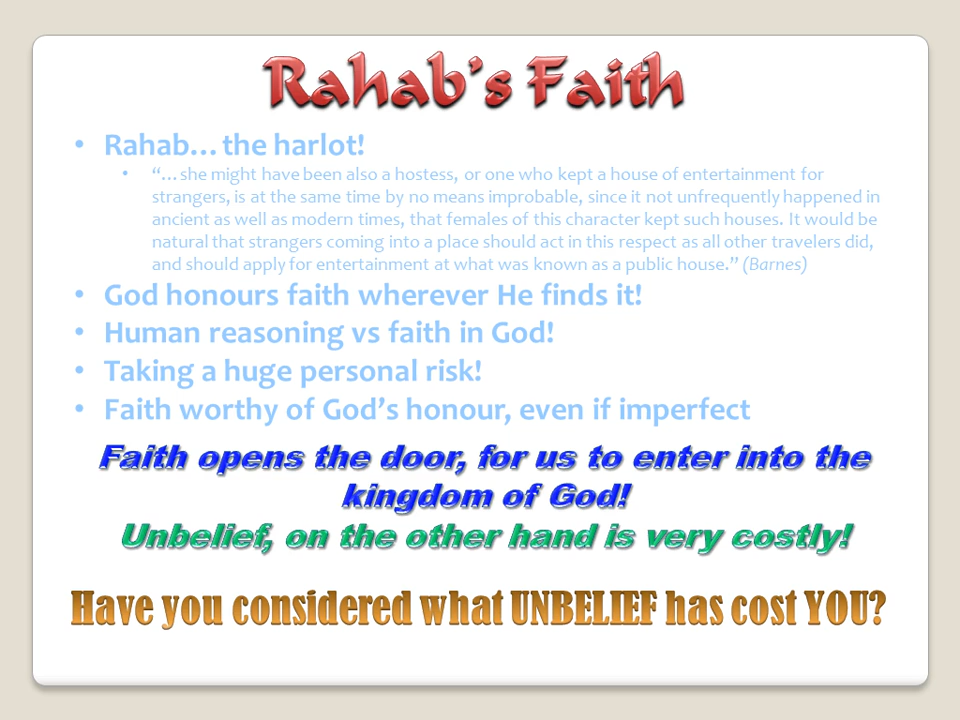 Rahab's Faith
• Rahab…the harlot!
• “…she might have been also a hostess, or one who kept a house of entertainment for
strangers, is at the same time by no means improbable, since it not unfrequently happened in
ancient as well as modern times, that females of this character kept such houses. It would be
natural that strangers coming into a place should act in this respect as all other travelers did,
and should apply for entertainment at what was known as a public house.” (Barnes)
• God honours faith wherever He finds it!
• Human reasoning vs faith in God!
• Taking a huge personal risk!
• Faith worthy of God’s honour, even if imperfect
Faith opens the door, for us to enter into the
kingdom of God!
Unbelief, on the other hand is very costly!
Have you considered what UNBELIEF has cost YOU?